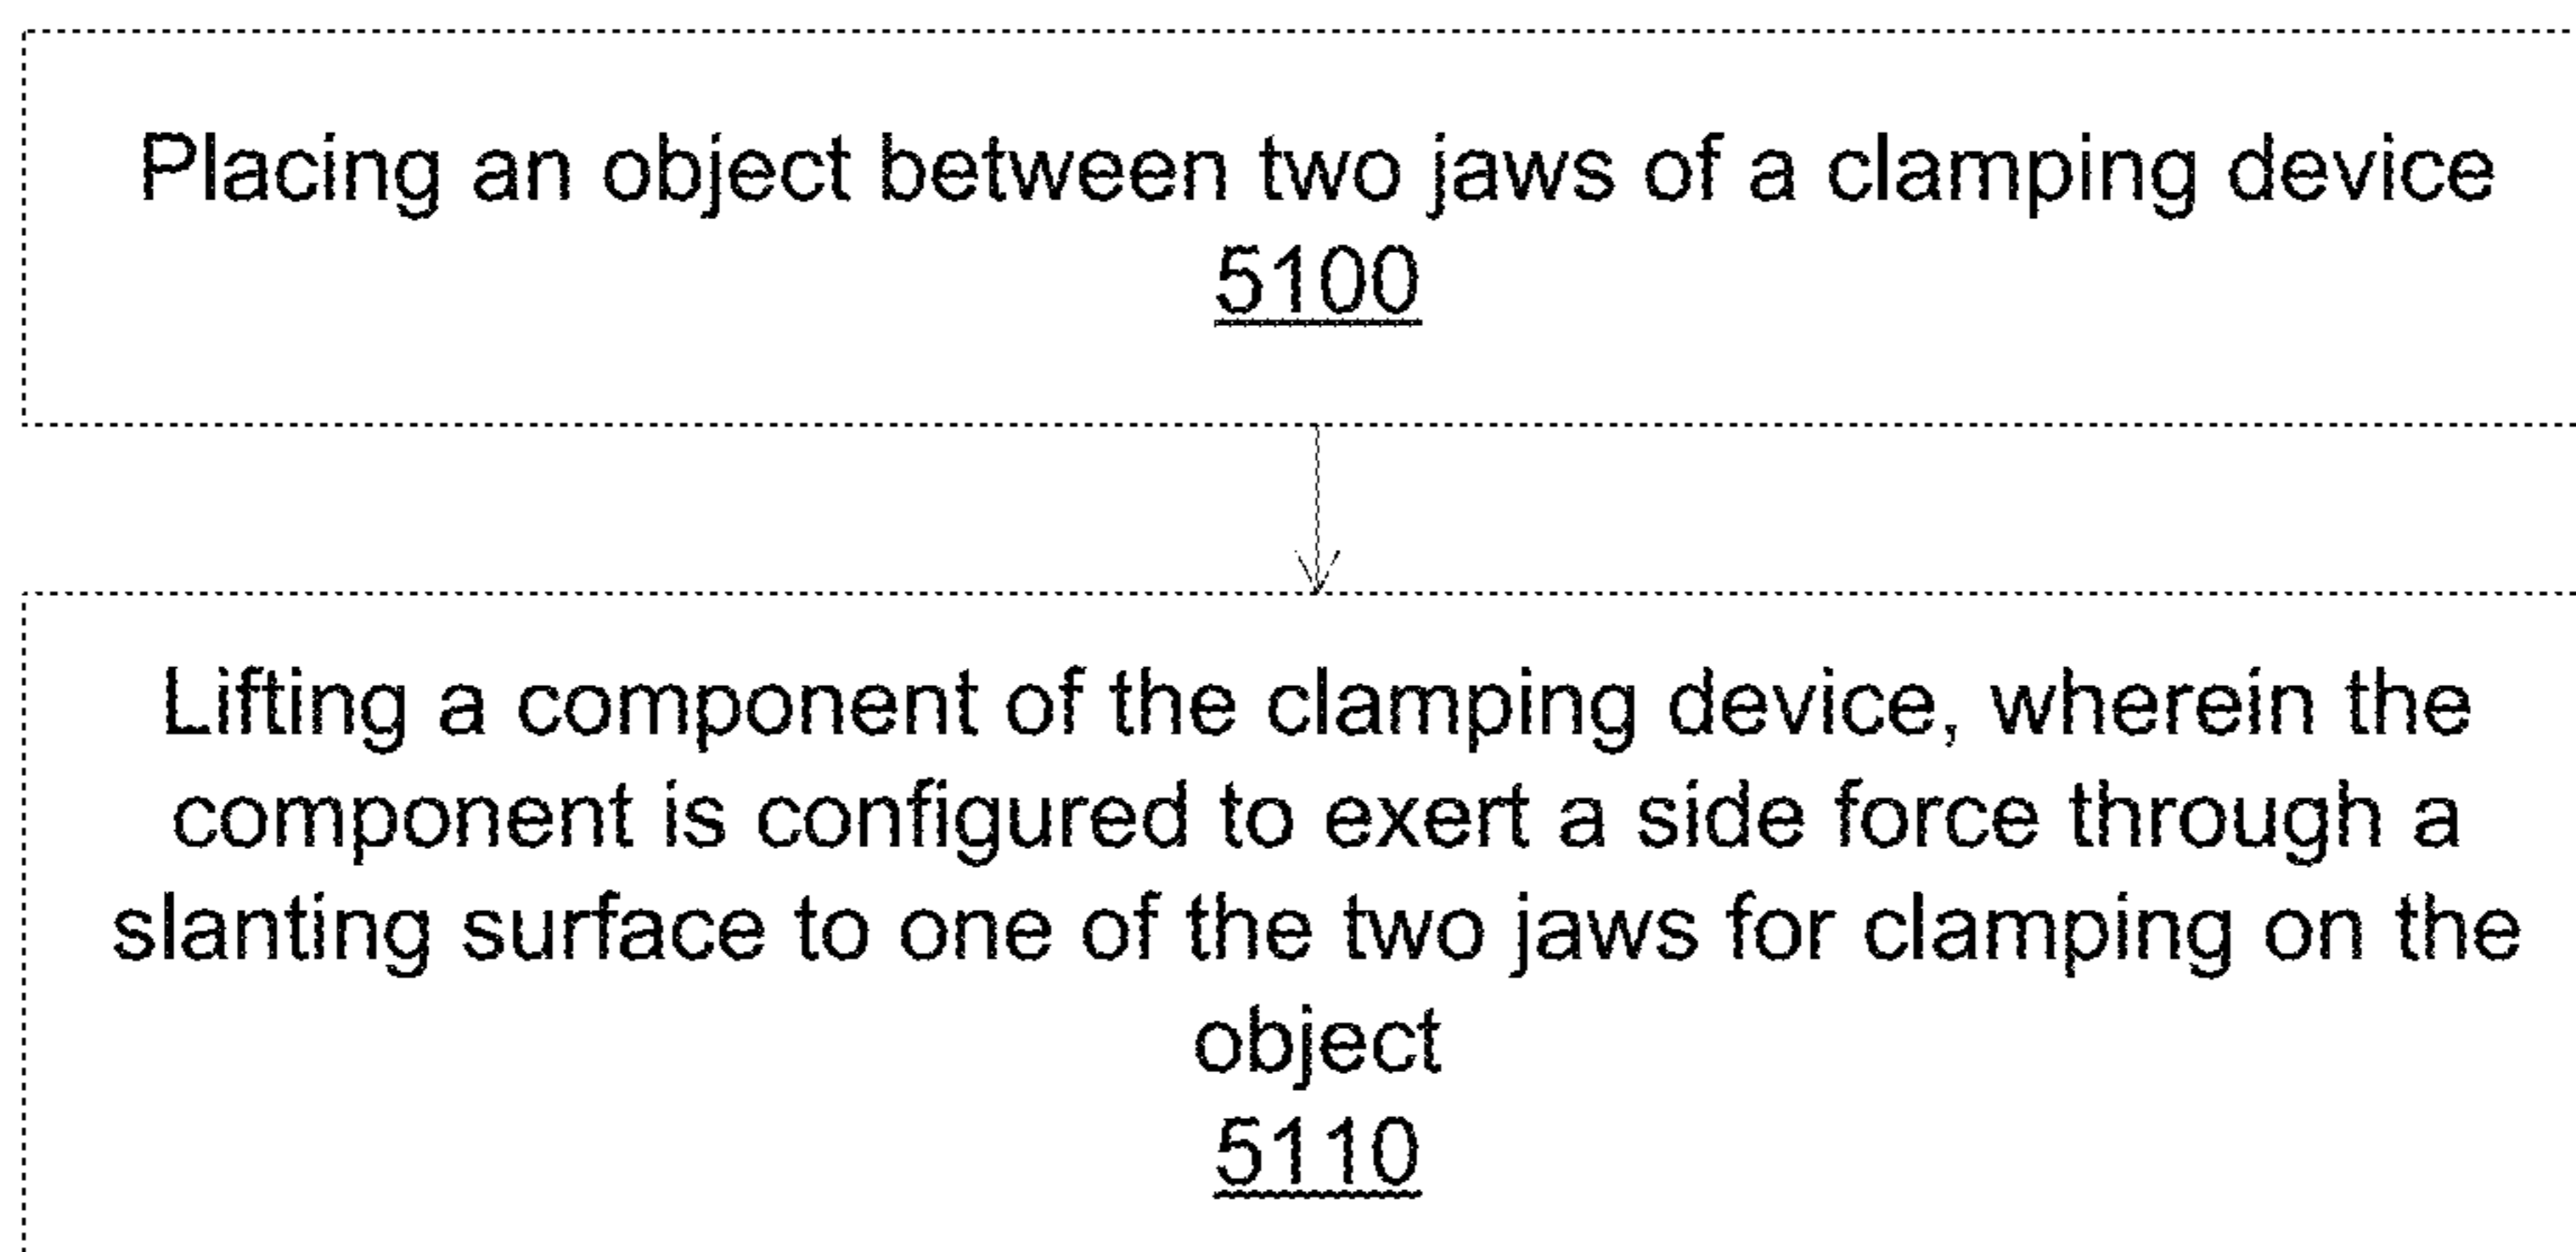 Placing an object between two jaws of a clamping device
5100
Lifting a component of the clamping device, wherein the
component is configured to exert a side force through a
slanting surface to one of the two jaws for clamping on the
object
5110